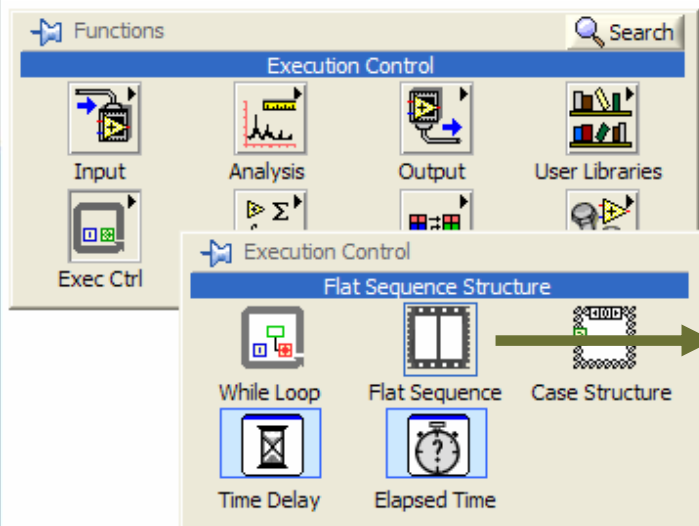 Functions
Search
Execution Control
Input
Analysis
Output
User Libraries
Exec Ctrl
Execution Control
Flat Sequence Structure
While Loop
Flat Sequence
Case Structure
Time Delay
Elapsed Time